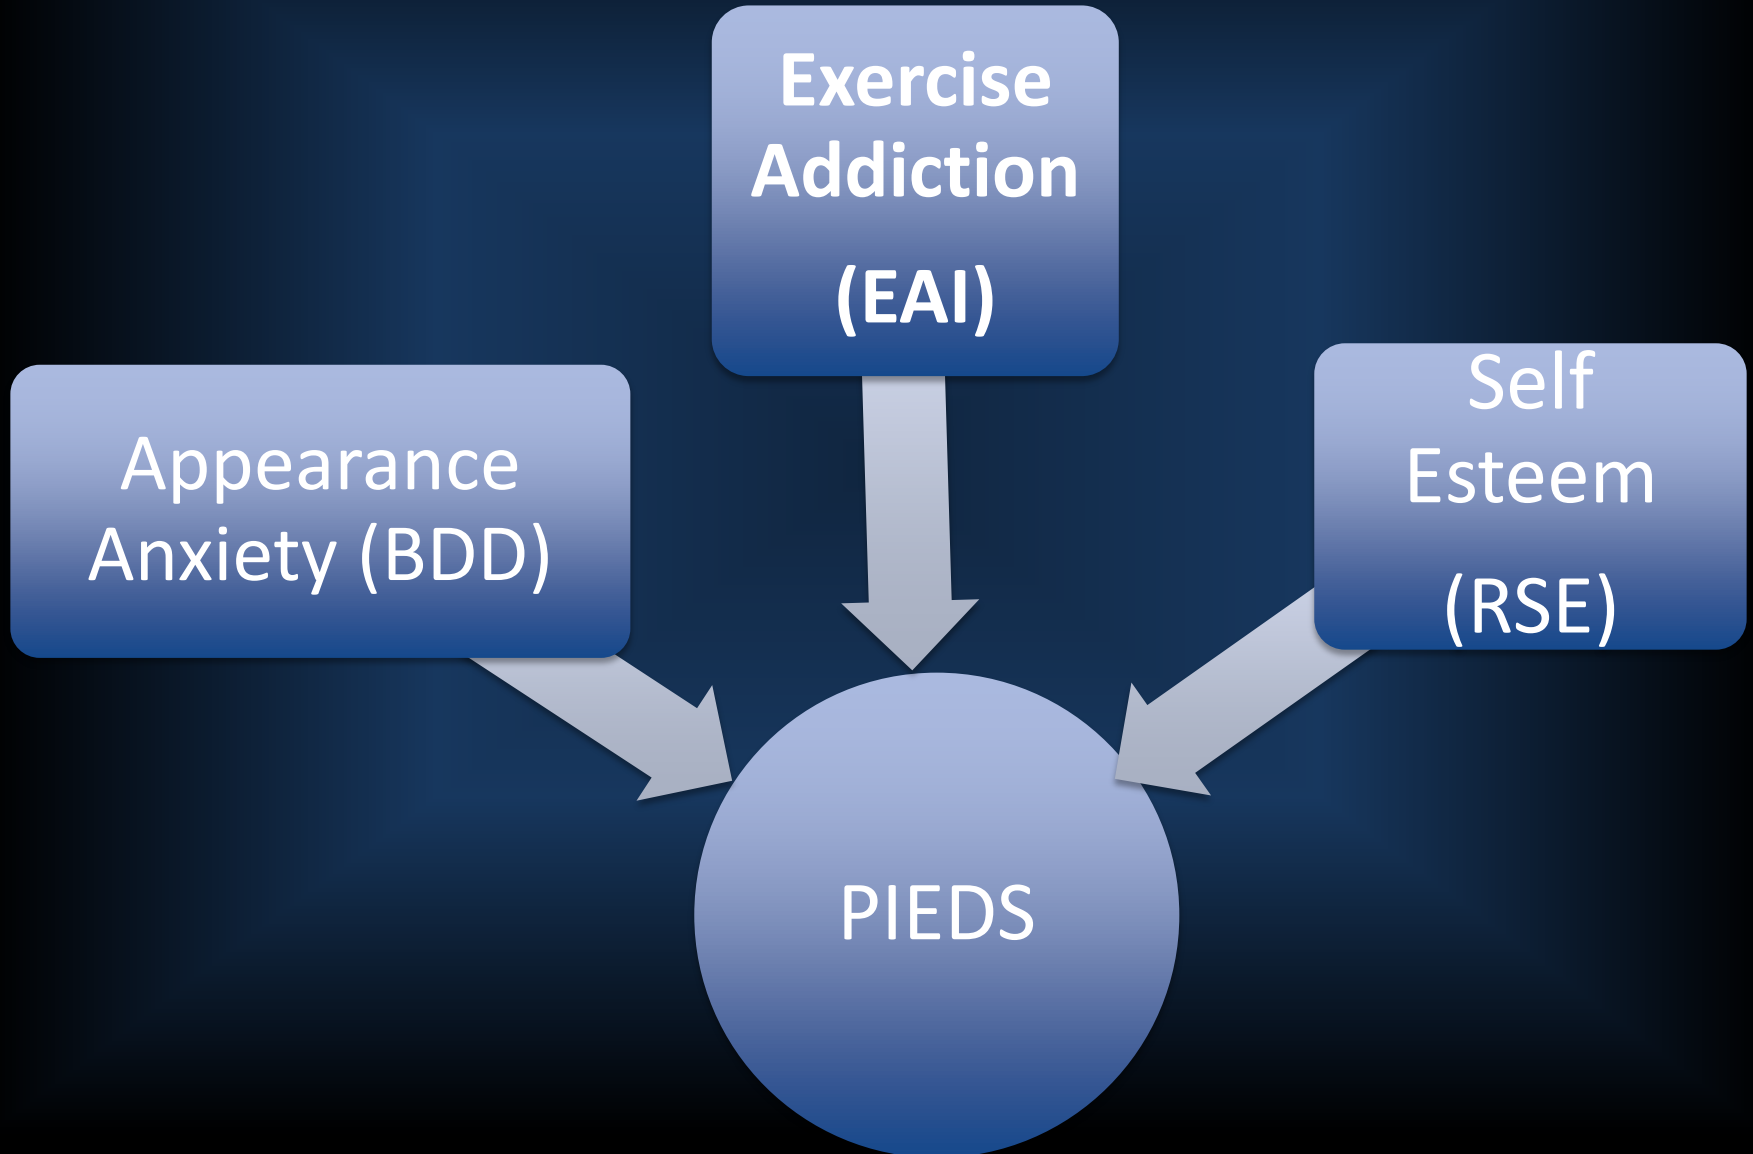 Exercise
Addiction
(EAI)
Appearance
Anxiety (BDD)
Self
Esteem
(RSE)
PIEDS